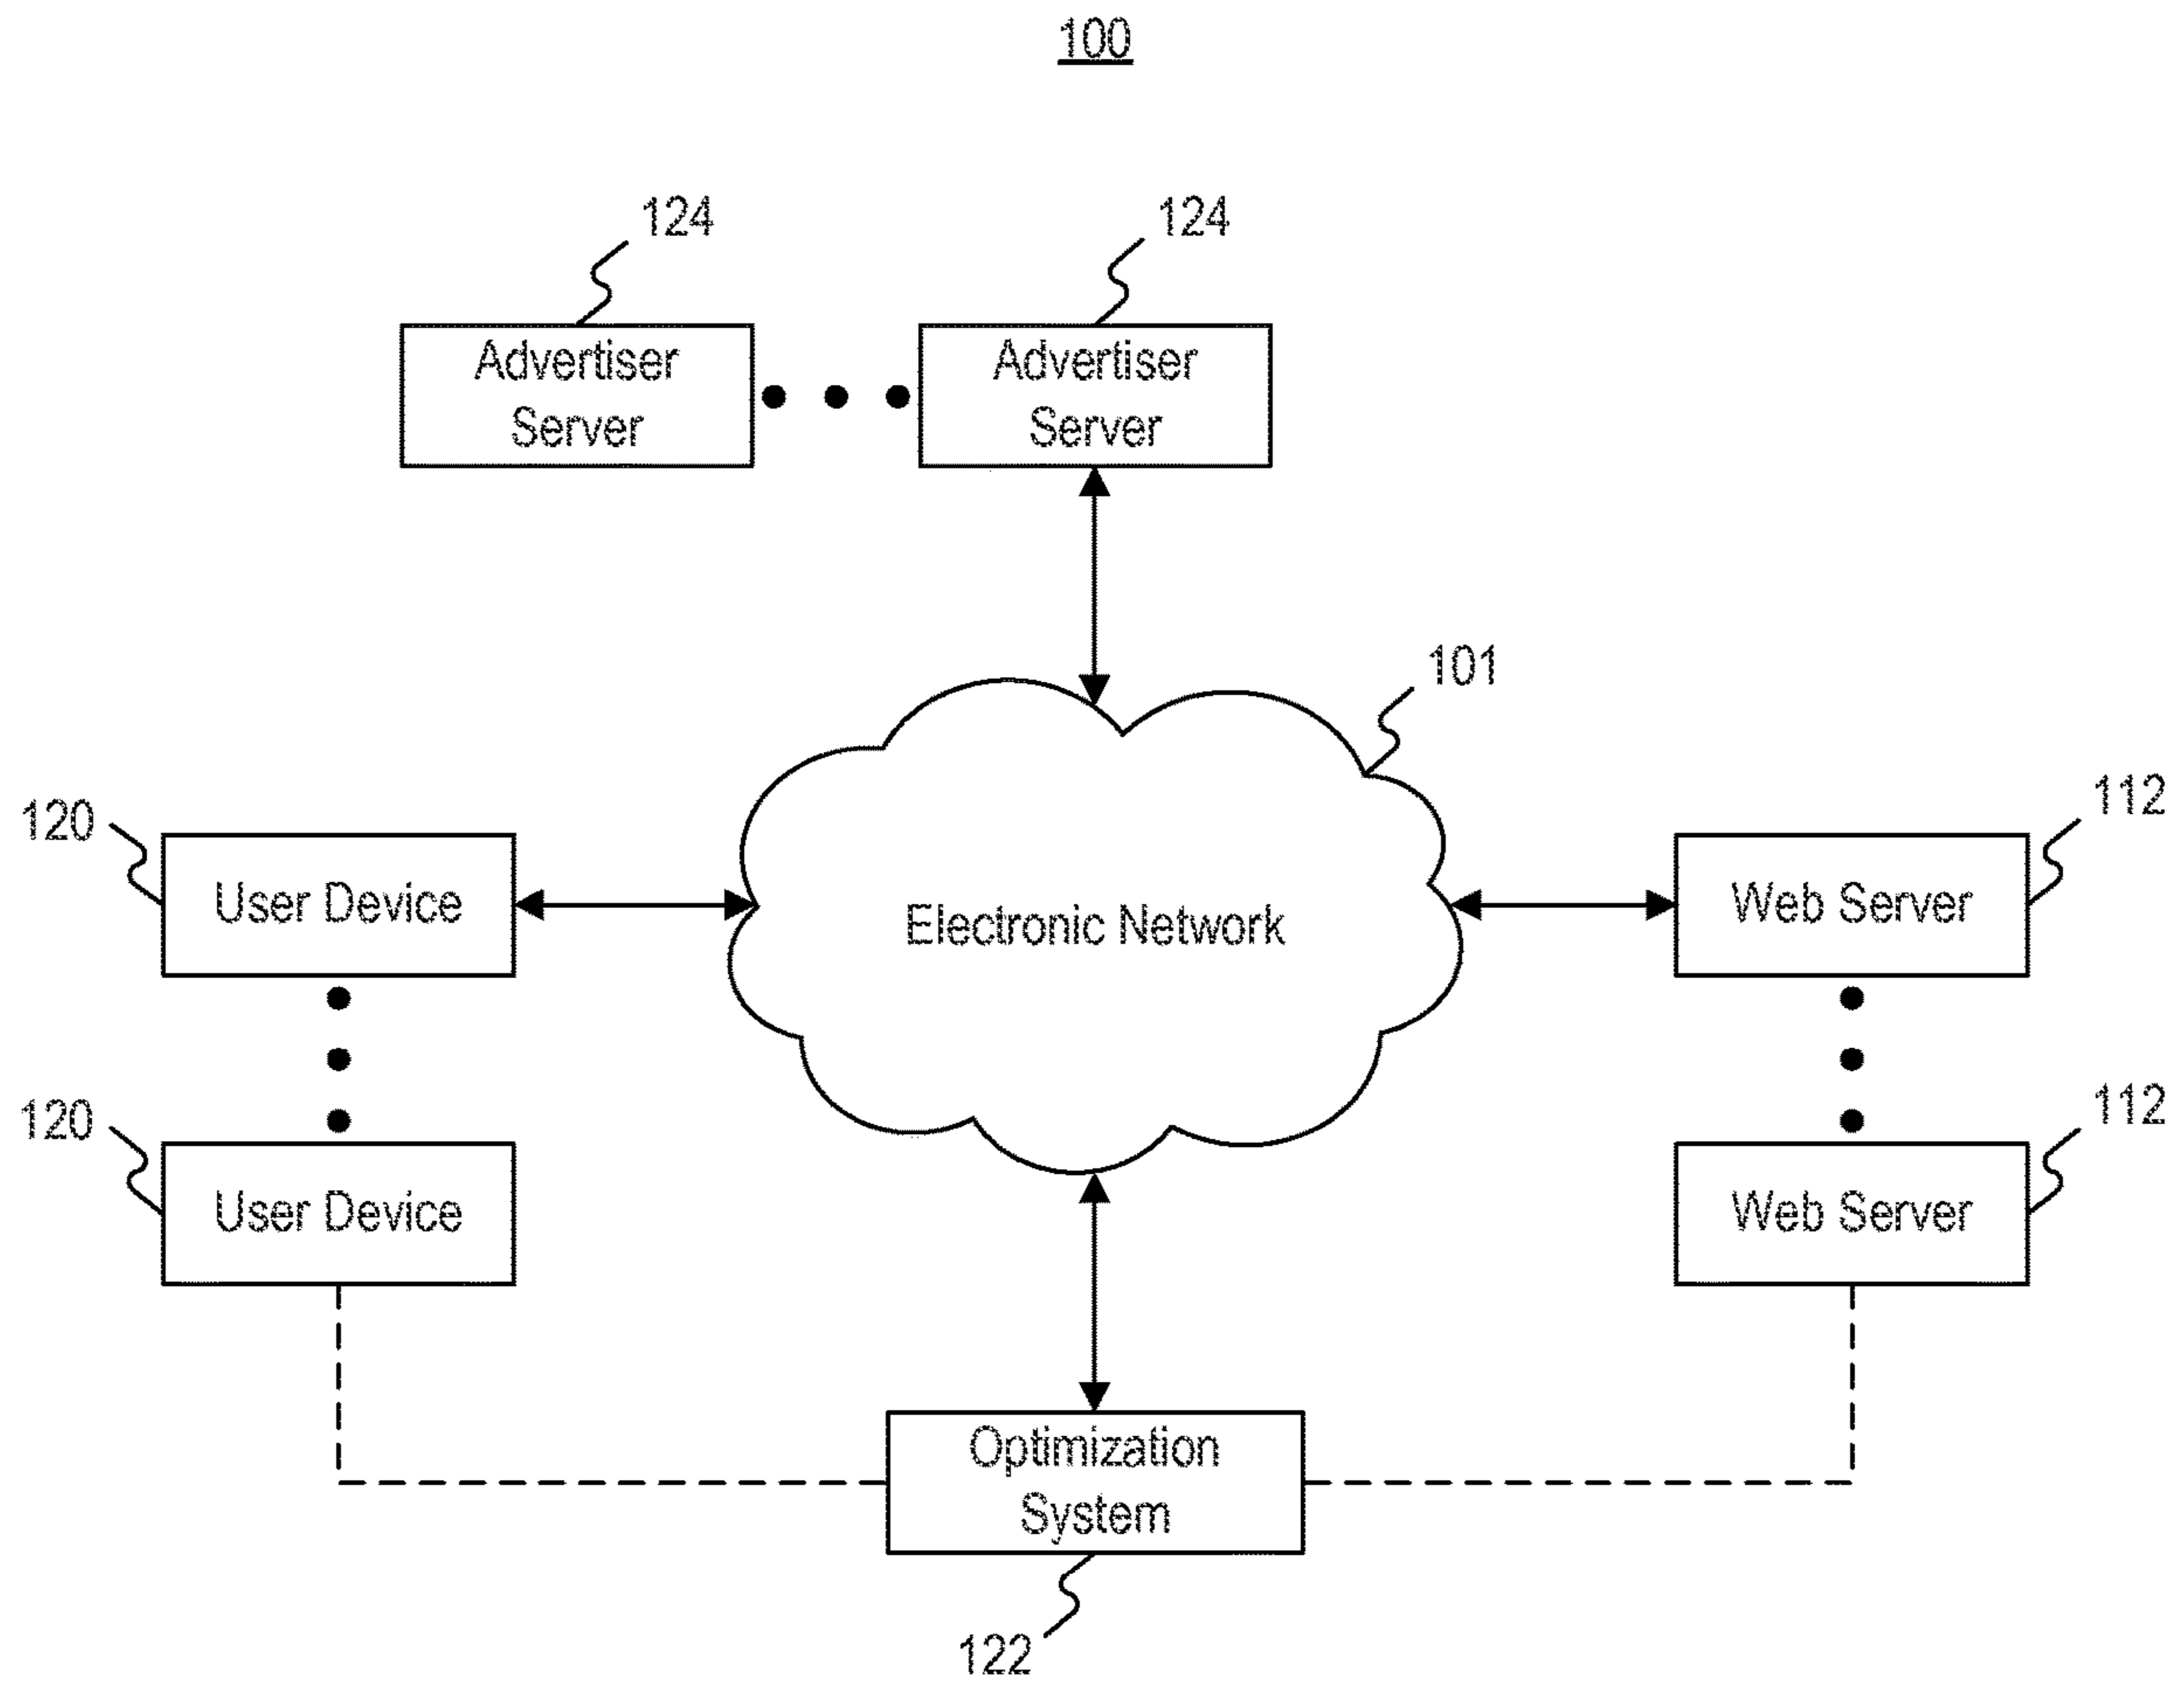 100
124
124
Advertiser
Server
Advertiser
Server
101
120
112
User Device
Electronic Network
Web Server
120
112
User Device
Web Server
Optimization
System
122